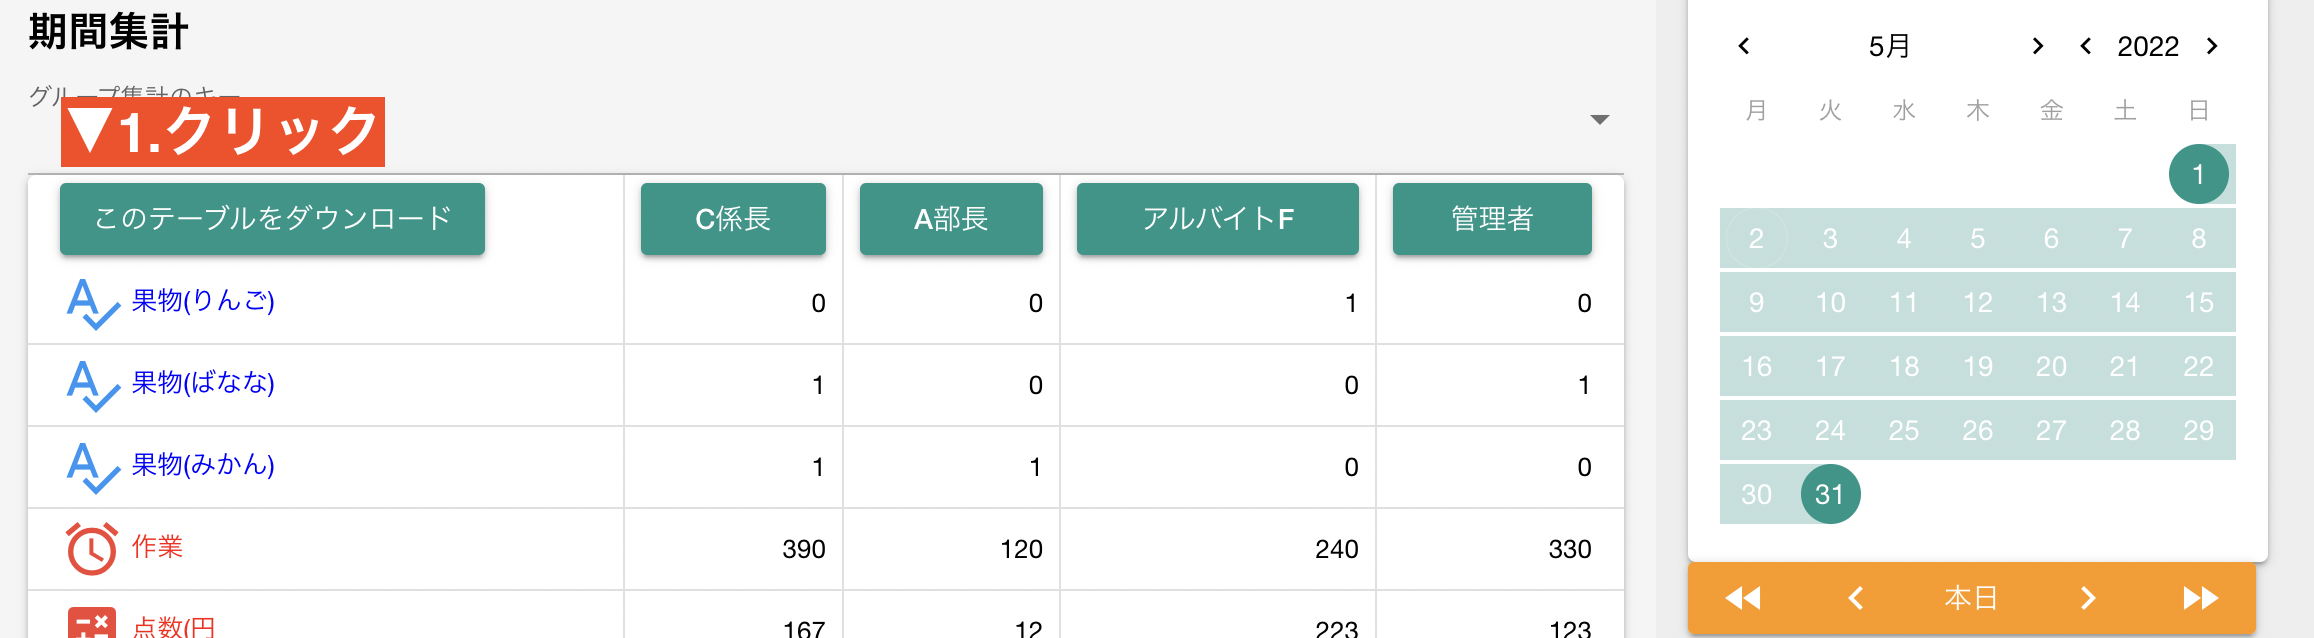 期間集計
グループ集計のキー
▼1.クリック
このテーブルをダウンロード C係長 A部長 アルバイトF 管理者
果物(りんご) 0 0 1 0
果物(ばなな) 1 0 0 1
果物(みかん) 1 1 0 0
作業 390 120 240 330
点数(円 167 12 223 123
5月 2022
月 火 水 木 金 土 日
1
2 3 4 5 6 7 8
9 10 11 12 13 14 15
16 17 18 19 20 21 22
23 24 25 26 27 28 29
30 31
本日